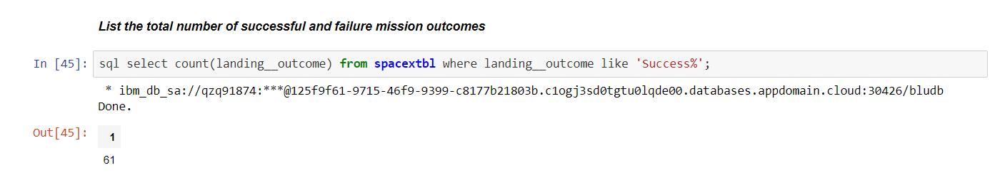 List the total number of successful and failure mission outcomes
In [45]: sql select count(landing__outcome) from spacextbl where landing__outcome like 'Success%';
* ibm_db_sa://qzq91874:***@125f9f61-9715-46f9-9399-c8177b21803b.c1ogj3sd0tgtu0lqde00.databases.appdomain.cloud:30426/bludb
Done.
Out[45]: 1
61